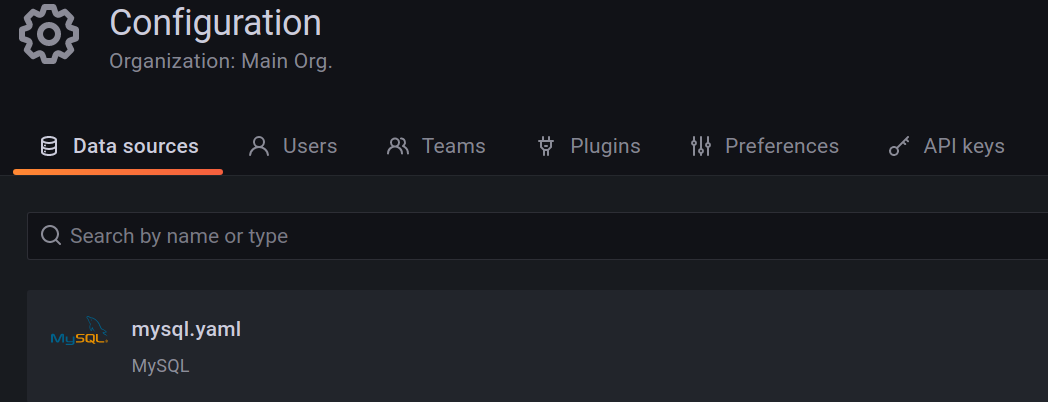 Configuration
Organization: Main Org.
Data sources Users Teams Plugins Preferences API keys
Search by name or type
MySQL mysql.yaml
MySQL